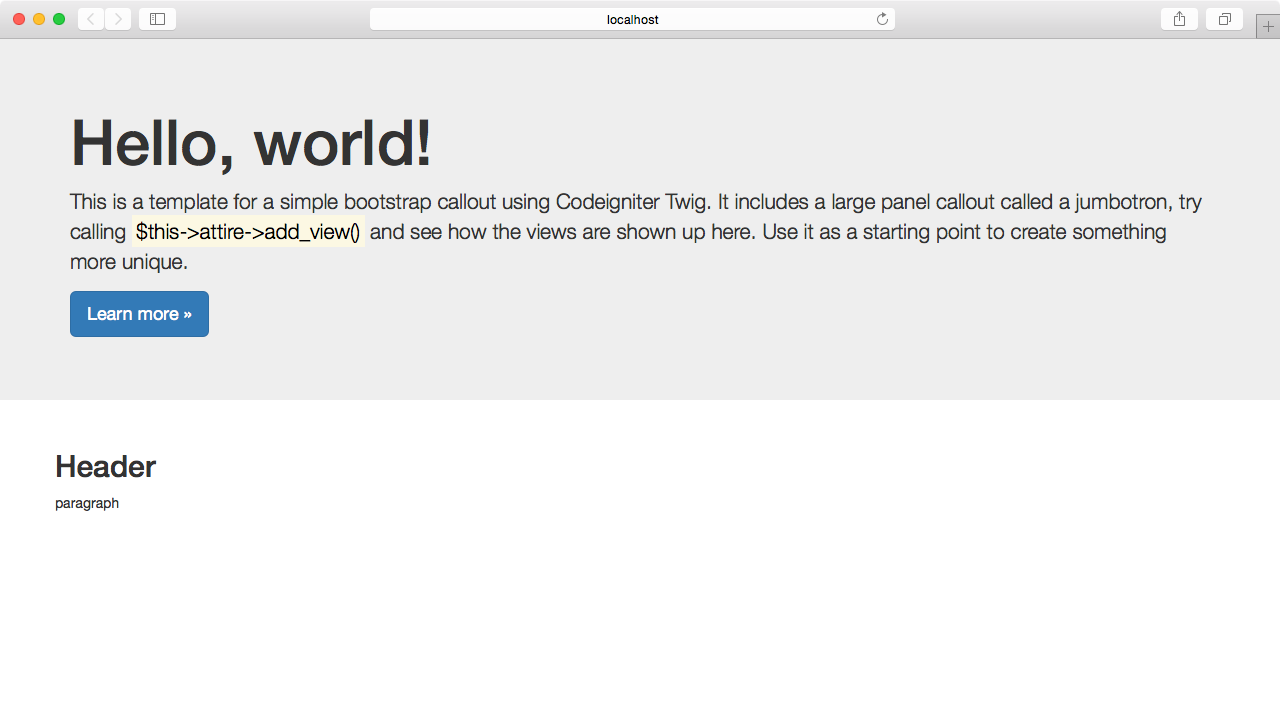 localhost
Hello, world!
This is a template for a simple bootstrap callout using Codeigniter Twig. It includes a large panel callout called a jumbotron, try
calling $this->attire->add_view() and see how the views are shown up here. Use it as a starting point to create something
more unique.
Learn more »
Header
paragraph